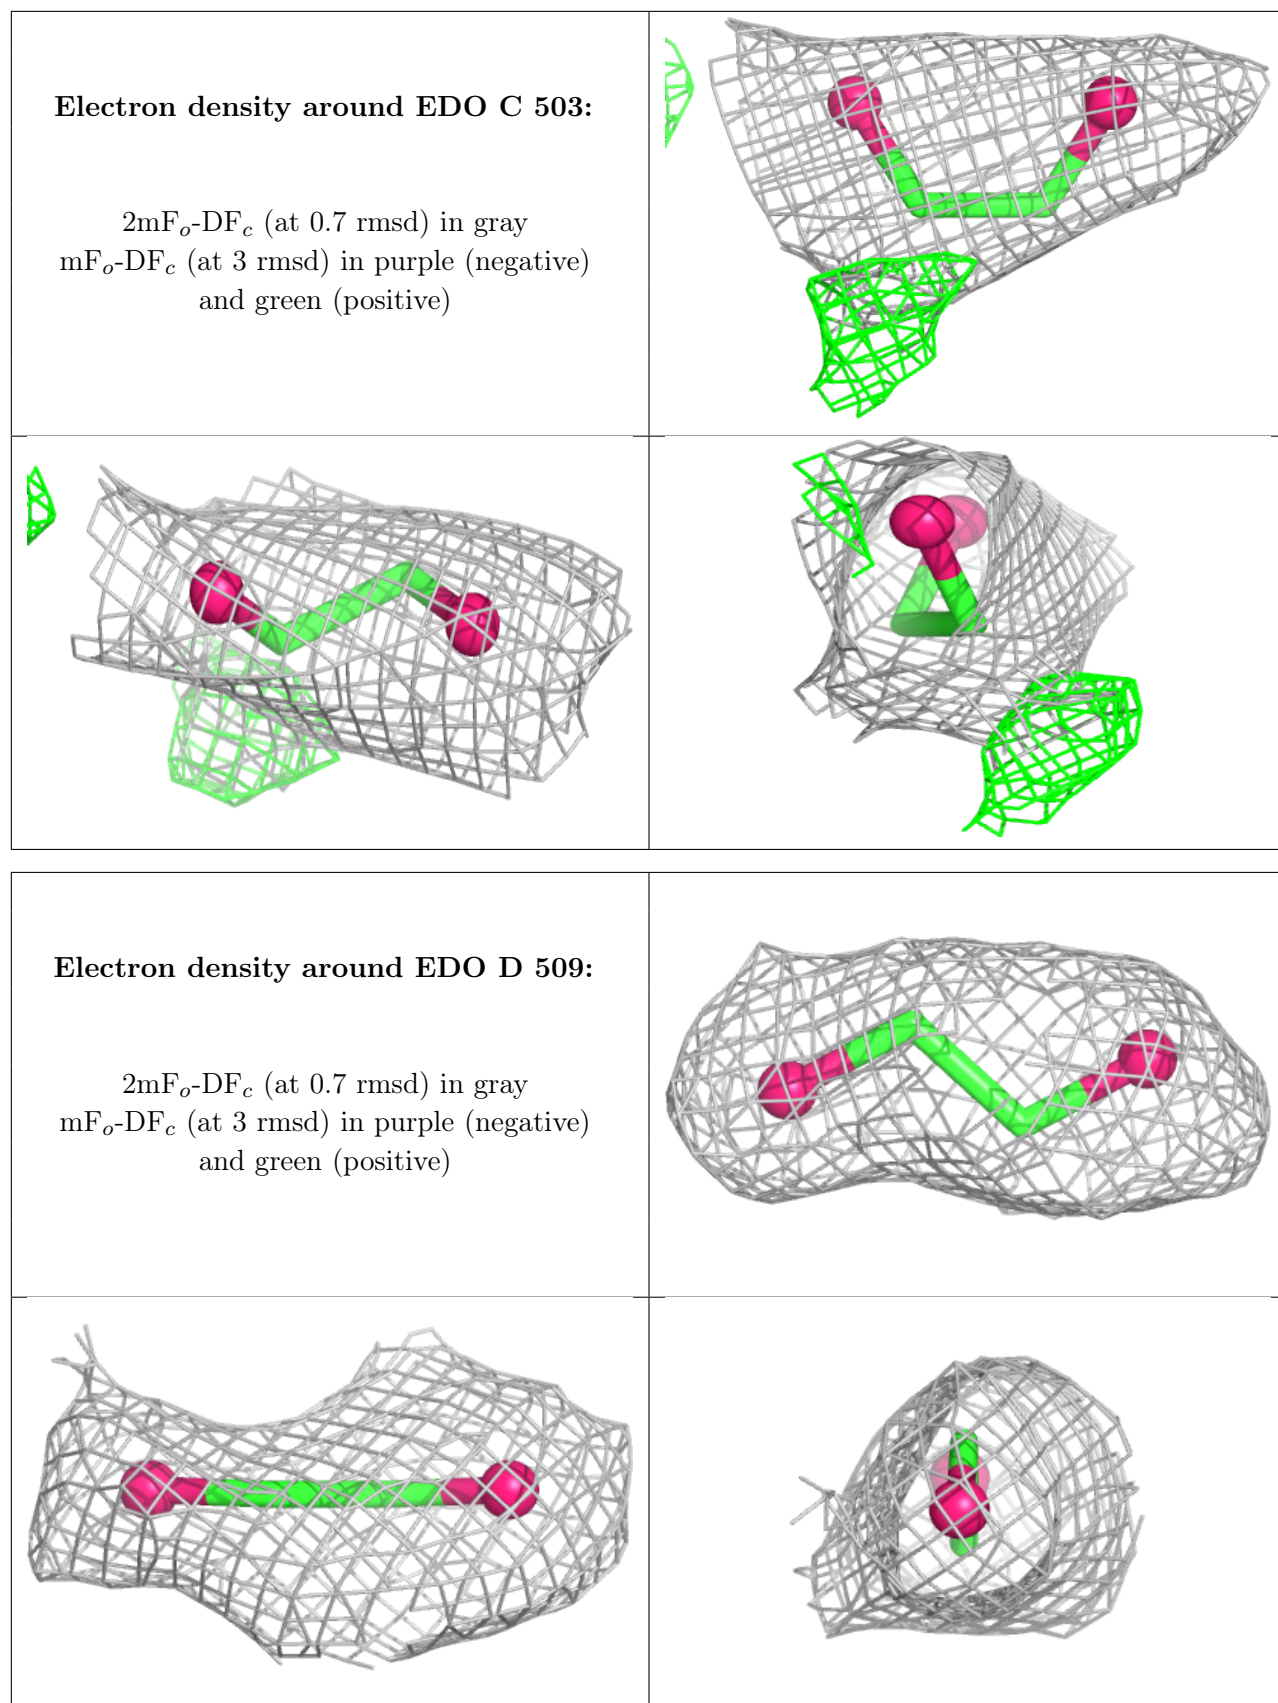 Electron density around EDO C 503:
2mFₒ-DF𝒸 (at 0.7 rmsd) in gray
mFₒ-DF𝒸 (at 3 rmsd) in purple (negative)
and green (positive)
Electron density around EDO D 509:
2mFₒ-DF𝒸 (at 0.7 rmsd) in gray
mFₒ-DF𝒸 (at 3 rmsd) in purple (negative)
and green (positive)